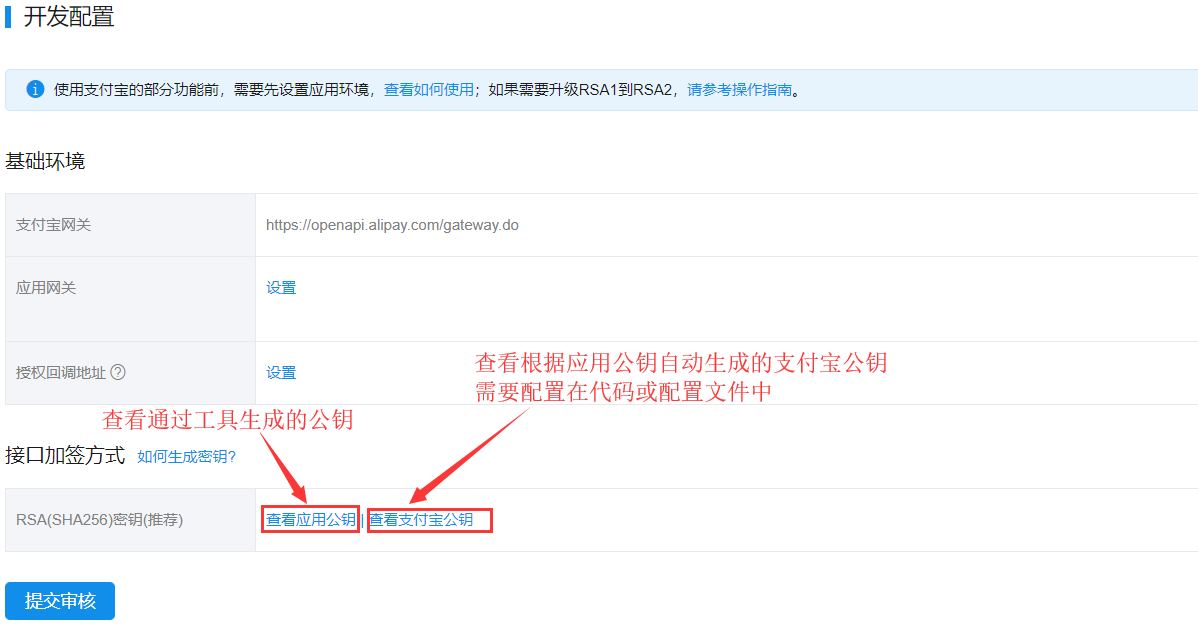 开发配置
使用支付宝的部分功能前，需要先设置应用环境，查看如何使用；如果需要升级RSA1到RSA2，请参考操作指南。
基础环境
支付宝网关
https://openapi.alipay.com/gateway.do
应用网关
设置
授权回调地址
设置
查看根据应用公钥自动生成的支付宝公钥
需要配置在代码或配置文件中
查看通过工具生成的公钥
接口加签方式 如何生成密钥?
RSA(SHA256)密钥(推荐)
查看应用公钥 | 查看支付宝公钥
提交审核